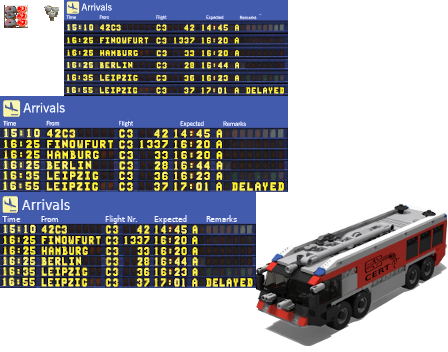 Arrivals
Time From Flight Expected Remarks
15:10 42C3 C3 42 14:45 A
16:25 FINOWFURT C3 1337 16:20 A
16:25 HAMBURG C3 33 16:20 A
16:25 BERLIN C3 28 16:44 A
16:35 LEIPZIG C3 36 16:23 A
16:55 LEIPZIG C3 37 17:01 A DELAYED
Arrivals
Time From Flight Expected Remarks
15:10 42C3 C3 42 14:45 A
16:25 FINOWFURT C3 1337 16:20 A
16:25 HAMBURG C3 33 16:20 A
16:25 BERLIN C3 28 16:44 A
16:35 LEIPZIG C3 36 16:23 A
16:55 LEIPZIG C3 37 17:01 A DELAYED
Arrivals
Time From Flight Nr. Expected Remarks
15:10 42C3 C3 42 14:45 A
16:25 FINOWFURT C3 1337 16:20 A
16:25 HAMBURG C3 33 16:20 A
16:25 BERLIN C3 28 16:44 A
16:35 LEIPZIG C3 36 16:23 A
16:55 LEIPZIG C3 37 17:01 A DELAYED
CERT